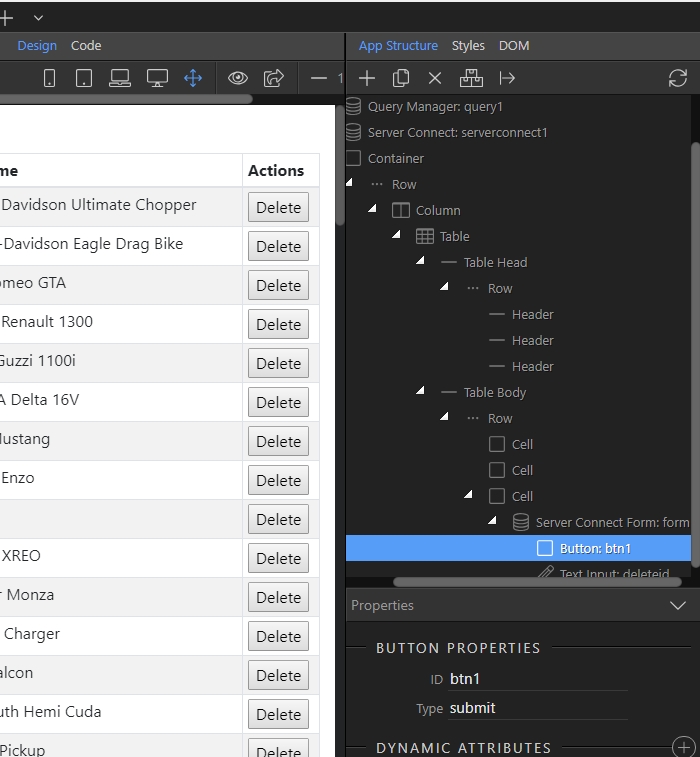 Design Code
App Structure Styles DOM
1
me Actions
Davidson Ultimate Chopper Delete
-Davidson Eagle Drag Bike Delete
omeo GTA Delete
Renault 1300 Delete
Guzzi 1100i Delete
A Delta 16V Delete
Mustang Delete
Enzo Delete
Delete
XREO Delete
r Monza Delete
Charger Delete
alcon Delete
uth Hemi Cuda Delete
Pickup Delete
Query Manager: query1
Server Connect: serverconnect1
Container
Row
Column
Table
Table Head
Row
Header
Header
Header
Table Body
Row
Cell
Cell
Cell
Server Connect Form: form
Button: btn1
Text Input: deleteid
Properties
BUTTON PROPERTIES
ID btn1
Type submit
DYNAMIC ATTRIBUTES